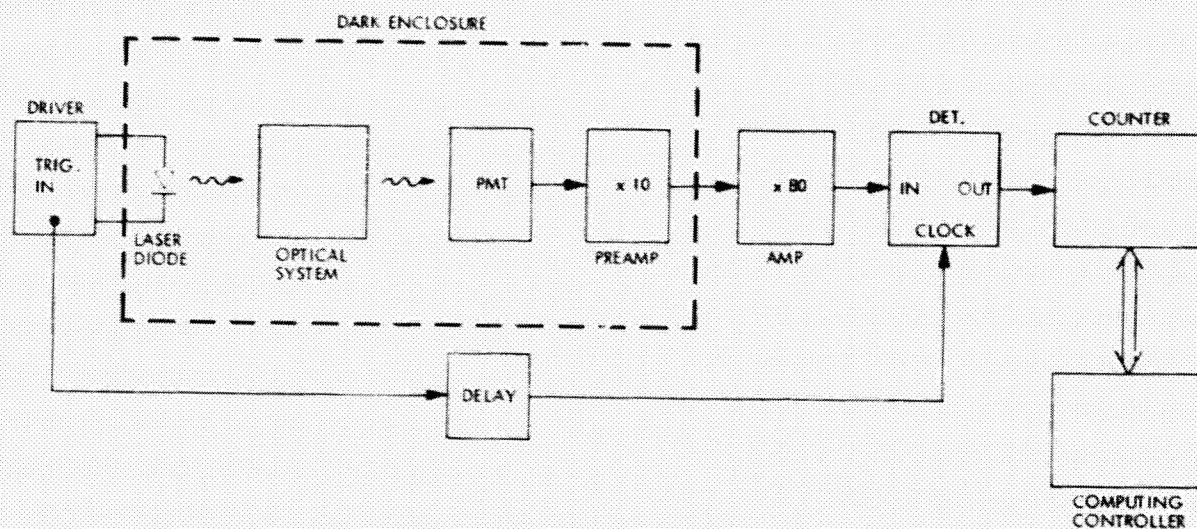 DARK ENCLOSURE
DRIVER
DET.
COUNTER
TRIG.
IN
PMT
x 10
x 80
IN OUT
CLOCK
LASER
DIODE
OPTICAL
SYSTEM
PREAMP
AMP
DELAY
COMPUTING
CONTROLLER